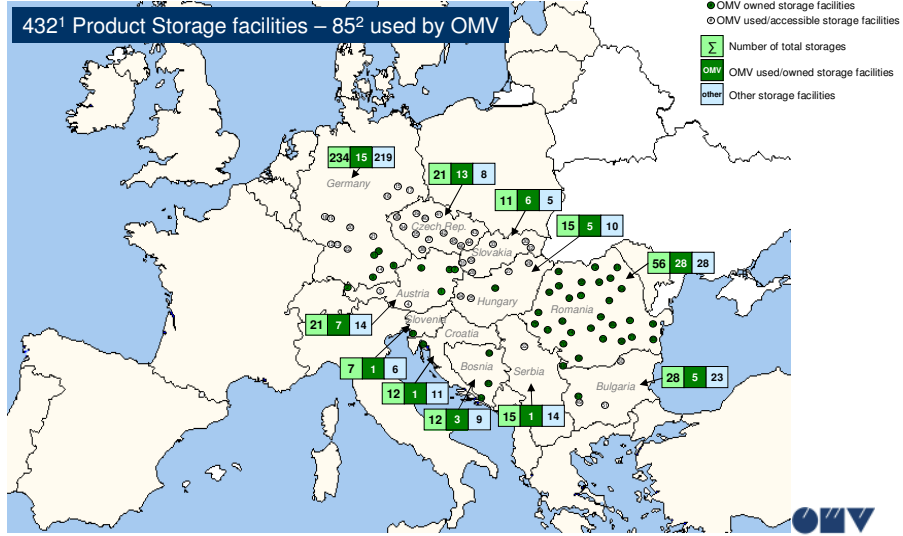 432¹ Product Storage facilities – 85² used by OMV
OMV owned storage facilities
OMV used/accessible storage facilities
∑ Number of total storages
OMV OMV used/owned storage facilities
other Other storage facilities
234 15 219
Germany
21 13 8
Czech Rep.
11 6 5
Slovakia
15 5 10
Hungary
56 28 28
Romania
Austria
21 7 14
Slovenia
Croatia
7 1 6
Bosnia
Serbia
12 1 11
Bulgaria
28 5 23
12 3 9
15 1 14
OMV